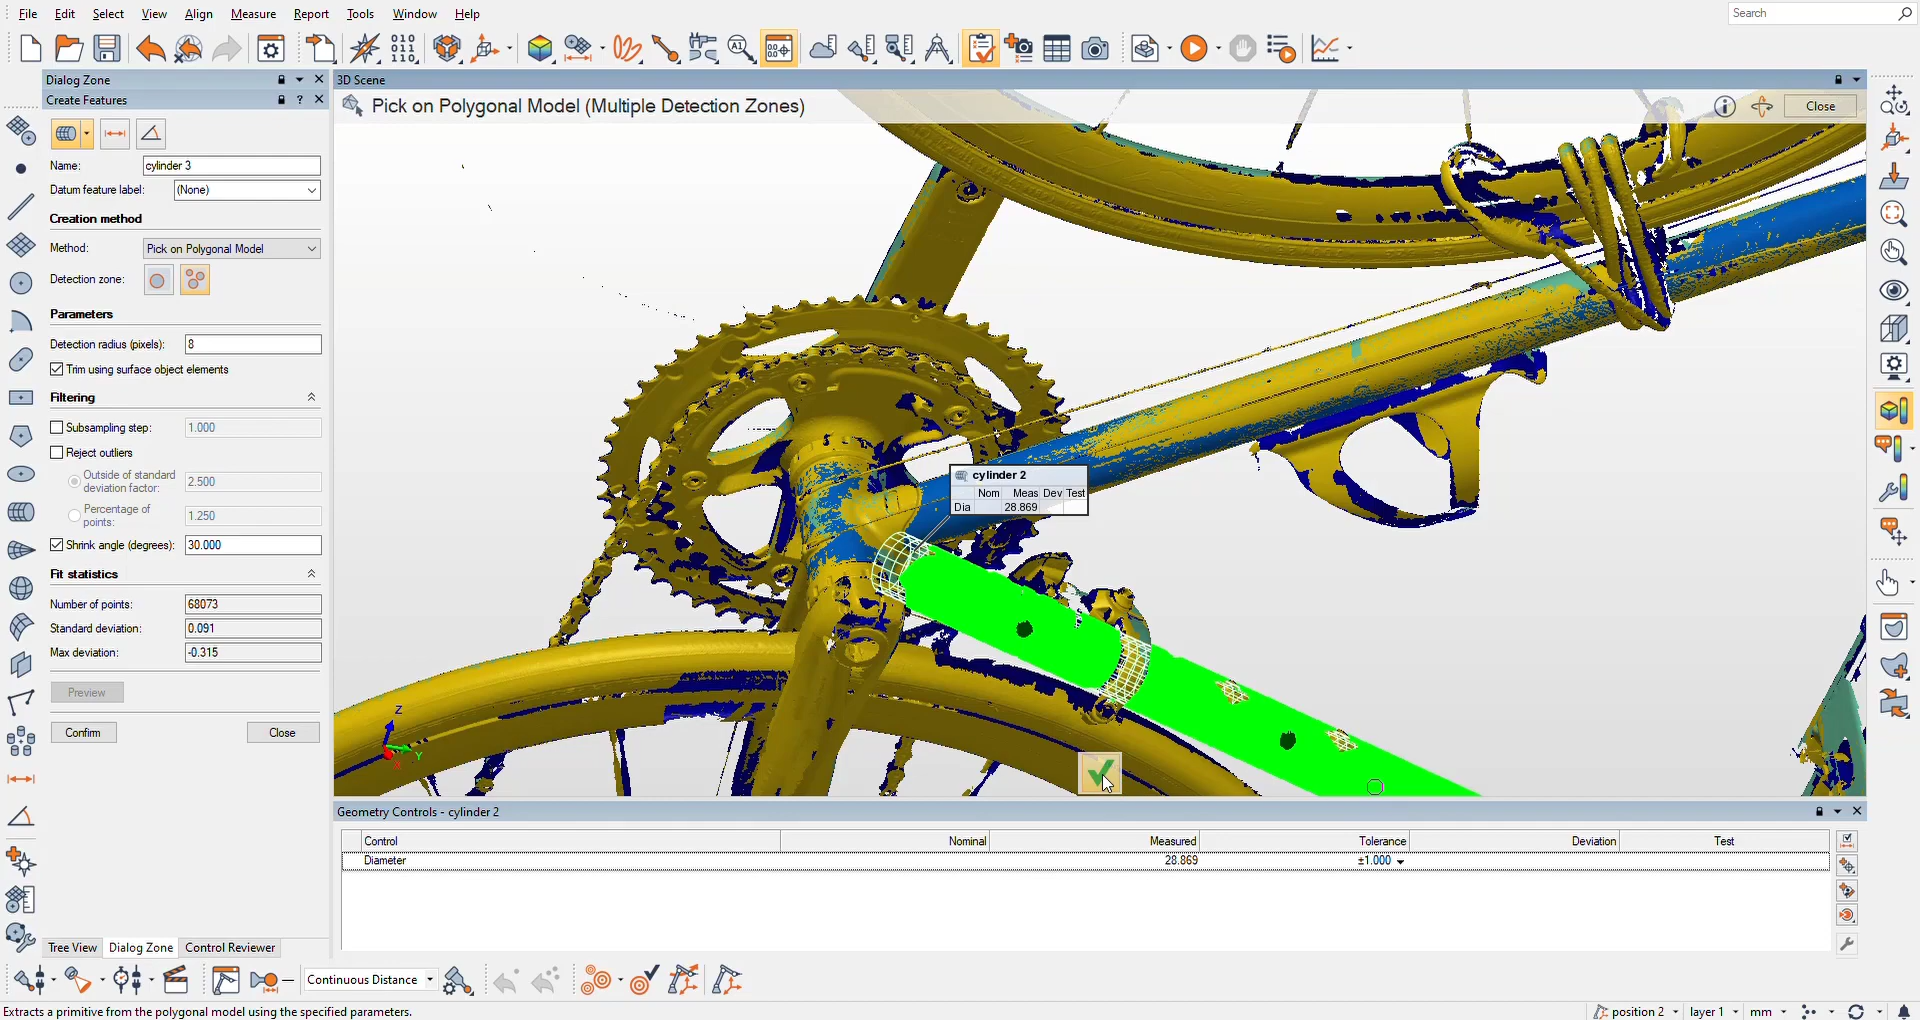 File Edit Select View Align Measure Report Tools Window Help
Search
Dialog Zone
3D Scene
Create Features
Pick on Polygonal Model (Multiple Detection Zones)
Close
Name: cylinder 3
Datum feature label: (None)
Creation method
Method: Pick on Polygonal Model
Detection zone:
Parameters
Detection radius (pixels): 8
Trim using surface object elements
Filtering
Subsampling step: 1.000
Reject outliers
Outside of standard deviation factor: 2.500
Percentage of points: 1.250
Shrink angle (degrees): 30.000
Fit statistics
Number of points: 68073
Standard deviation: 0.091
Max deviation: -0.315
Preview
Confirm Close
cylinder 2
Nom Meas Dev Test
Dia 28.869
Z
Y
X
Geometry Controls - cylinder 2
Control Nominal Measured Tolerance Deviation Test
Diameter 28.869 ±1.000
Tree View Dialog Zone Control Reviewer
Continuous Distance
Extracts a primitive from the polygonal model using the specified parameters.
position 2 layer 1 mm